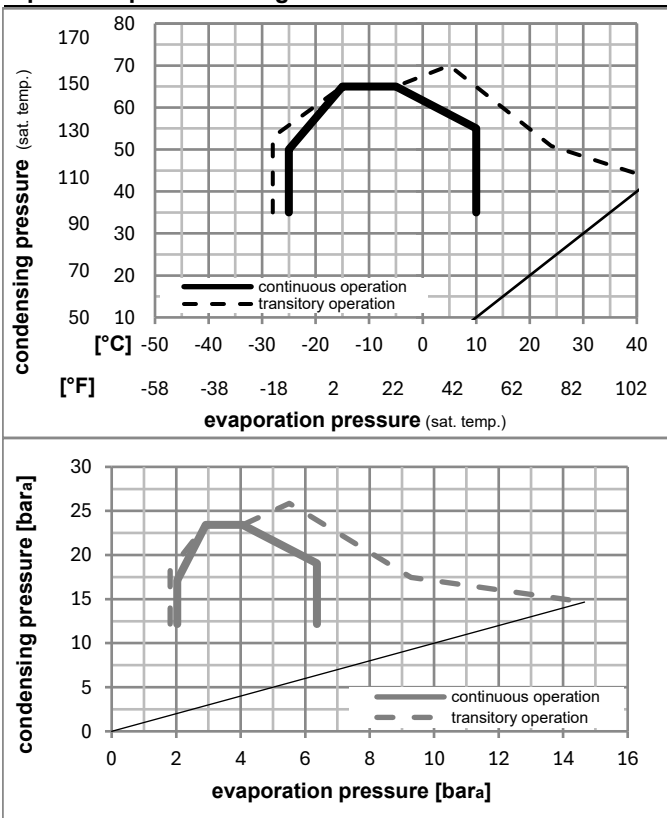 170 80
150 70
130 60
110 50
90 40
70 30
20
50 10
condensing pressure (sat. temp.)
continuous operation
transitory operation
[°C] -50 -40 -30 -20 -10 0 10 20 30 40
[°F] -58 -38 -18 2 22 42 62 82 102
evaporation pressure (sat. temp.)
30
25
20
15
10
5
0
condensing pressure [bara]
continuous operation
transitory operation
0 2 4 6 8 10 12 14 16
evaporation pressure [bara]